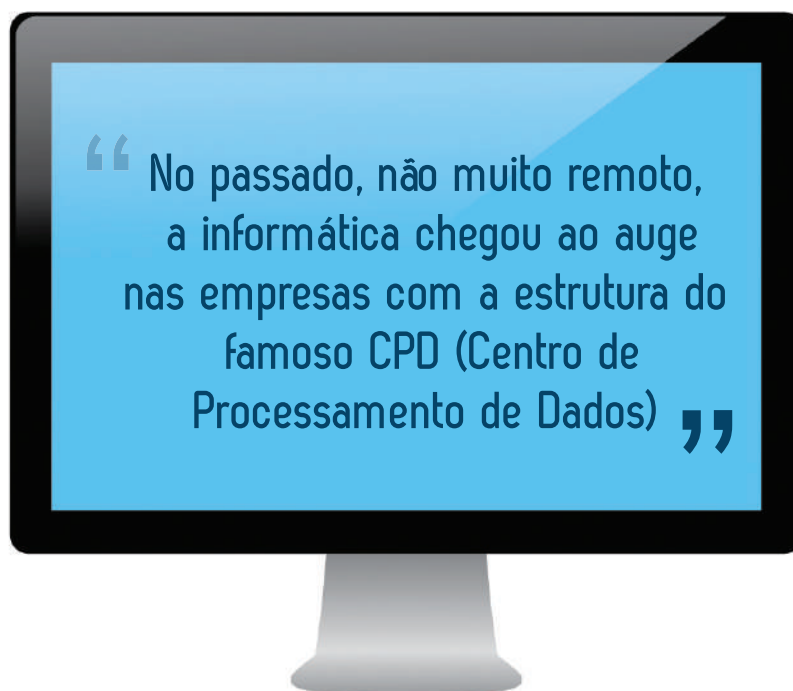 “ No passado, não muito remoto,
a informática chegou ao auge
nas empresas com a estrutura do
famoso CPD (Centro de
Processamento de Dados) ”